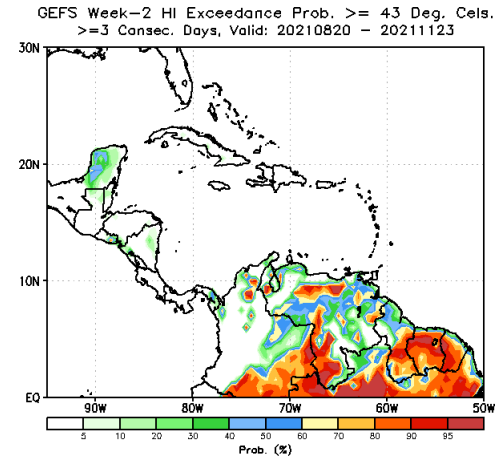 GEFS Week-2 HI Exceedance Prob. >= 43 Deg. Cels.
>=3 Cansec. Days, Valid: 20210820 - 20211123
30N
20N
10N
EQ
90W 80W 70W 60W 50W
5 10 20 30 40 50 60 70 80 90 95
Prob. (%)